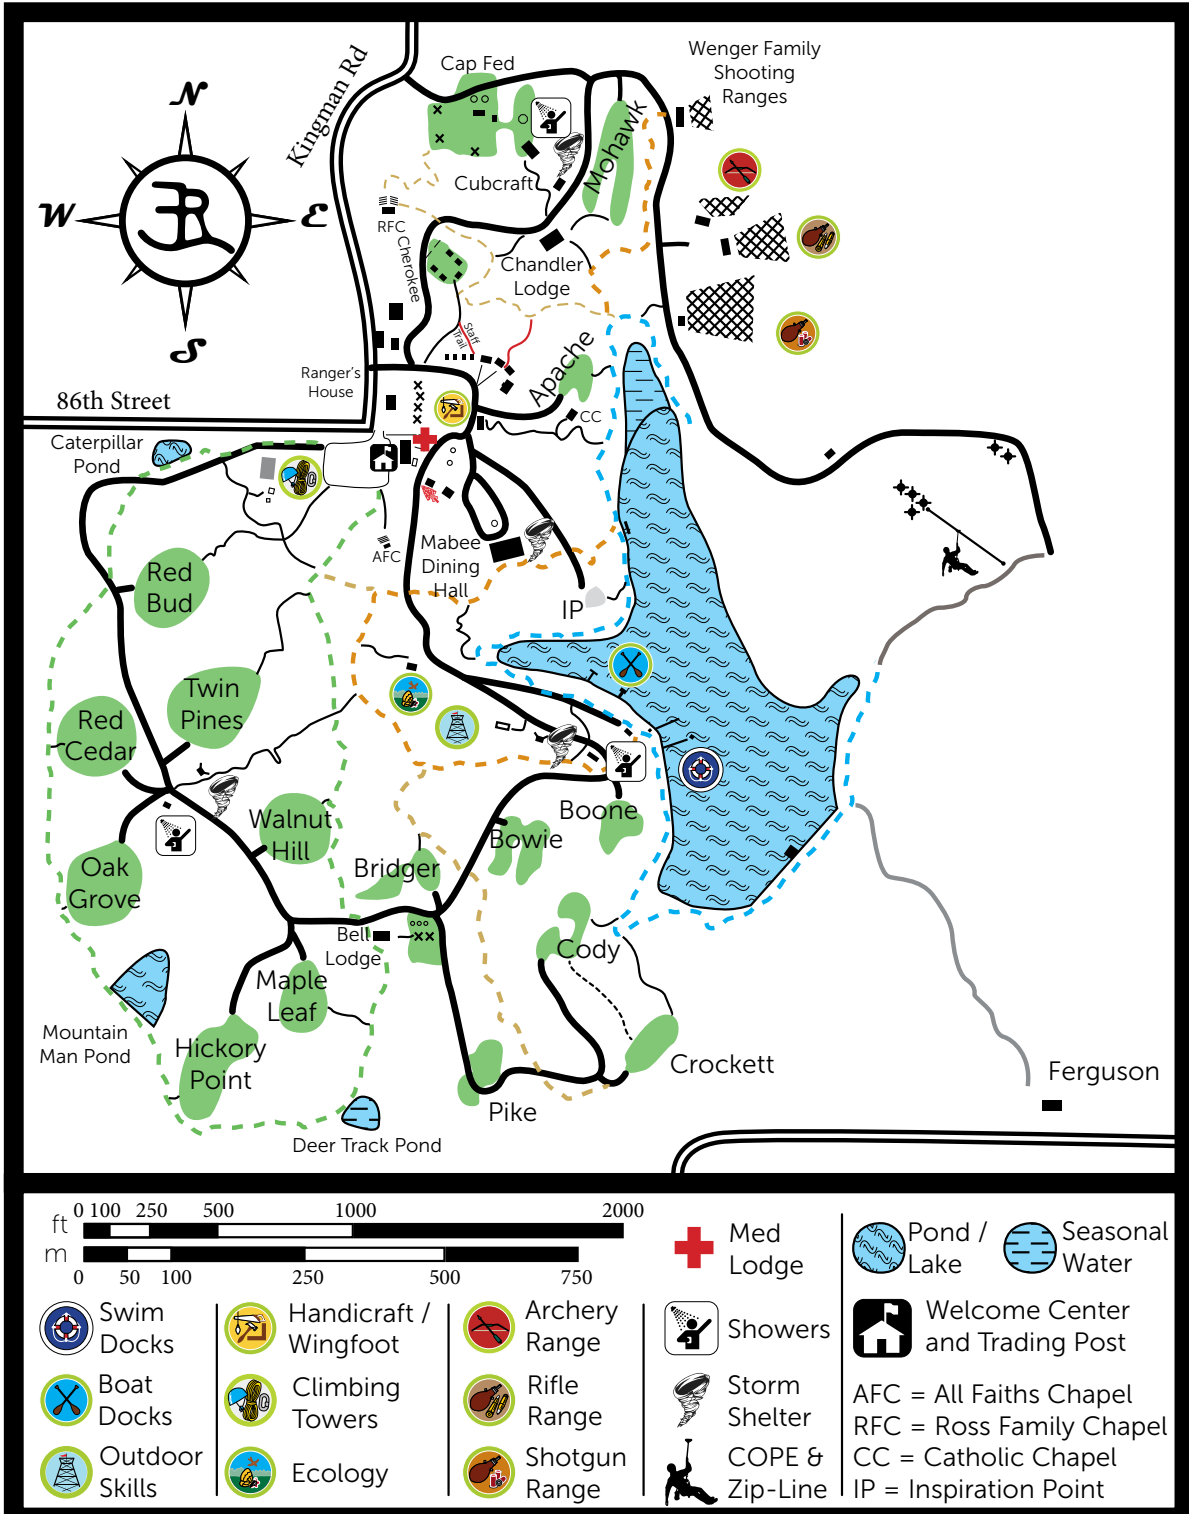 N
W
E
S
Kingman Rd
Cap Fed
Wenger Family
Shooting
Ranges
Mohawk
Cubcraft
RFC
Cherokee
Chandler
Lodge
Staff
Trail
Apache
Ranger's
House
CC
86th Street
Caterpillar
Pond
AFC
Mabee
Dining
Hall
Red
Bud
IP
Twin
Pines
Red
Cedar
Walnut
Hill
Boone
Bowie
Oak
Grove
Bridger
Bell
Lodge
Cody
Maple
Leaf
Mountain
Man Pond
Hickory
Point
Crockett
Ferguson
Pike
Deer Track Pond
0 100 250 500 1000 2000
ft
m
0 50 100 250 500 750
Swim
Docks
Boat
Docks
Outdoor
Skills
Handicraft /
Wingfoot
Climbing
Towers
Ecology
Archery
Range
Rifle
Range
Shotgun
Range
Med
Lodge
Showers
Storm
Shelter
COPE &
Zip-Line
Pond /
Lake
Seasonal
Water
Welcome Center
and Trading Post
AFC = All Faiths Chapel
RFC = Ross Family Chapel
CC = Catholic Chapel
IP = Inspiration Point